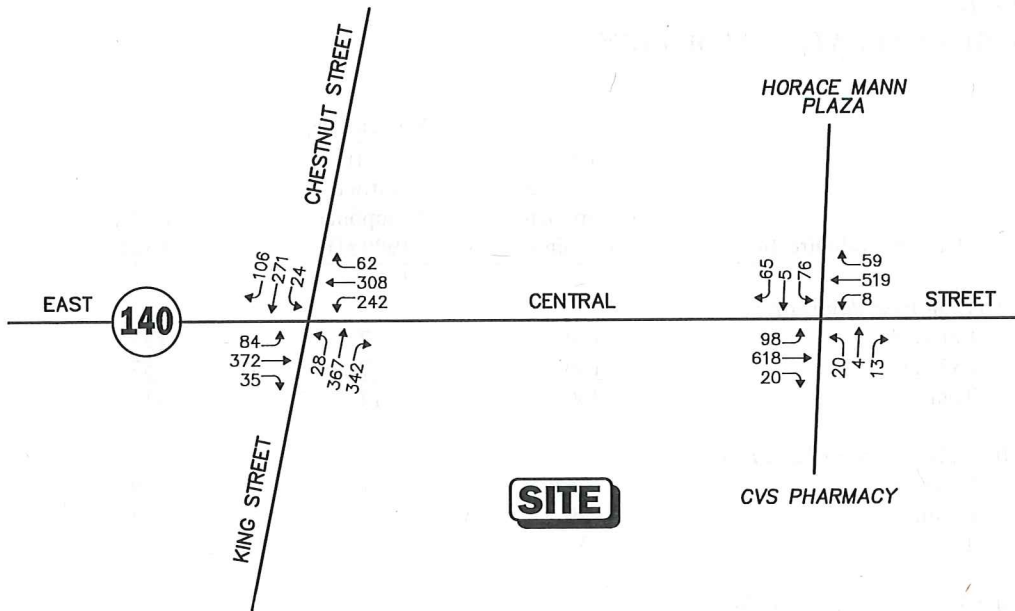 CHESTNUT STREET
HORACE MANN
PLAZA
106
271
24
62
308
242
65
5
76
59
519
8
EAST
140
CENTRAL
STREET
84
372
35
28
367
342
98
618
20
20
4
13
KING STREET
SITE
CVS PHARMACY